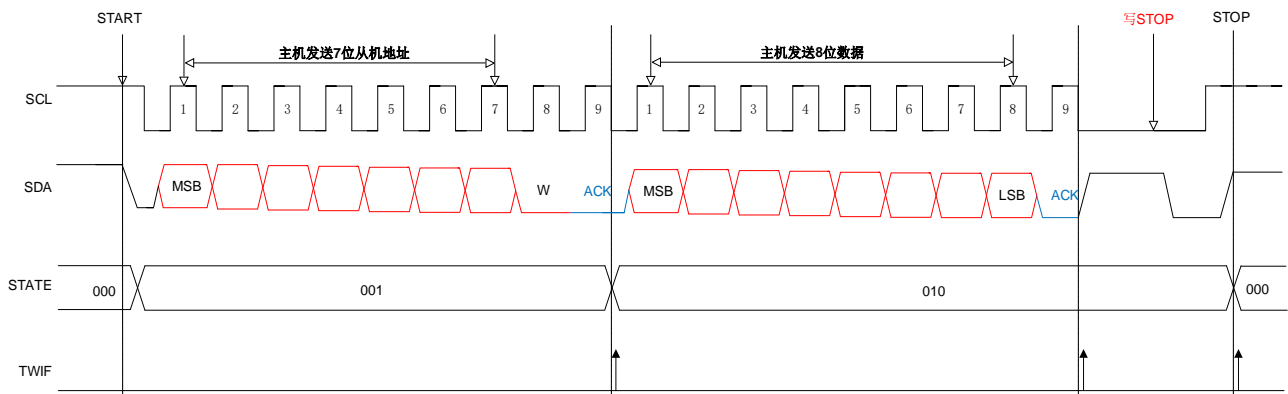 START
写STOP
STOP
主机发送7位从机地址
主机发送8位数据
SCL
1 2 3 4 5 6 7 8 9 1 2 3 4 5 6 7 8 9
SDA
MSB W ACK MSB LSB ACK
STATE
000 001 010 000
TWIF